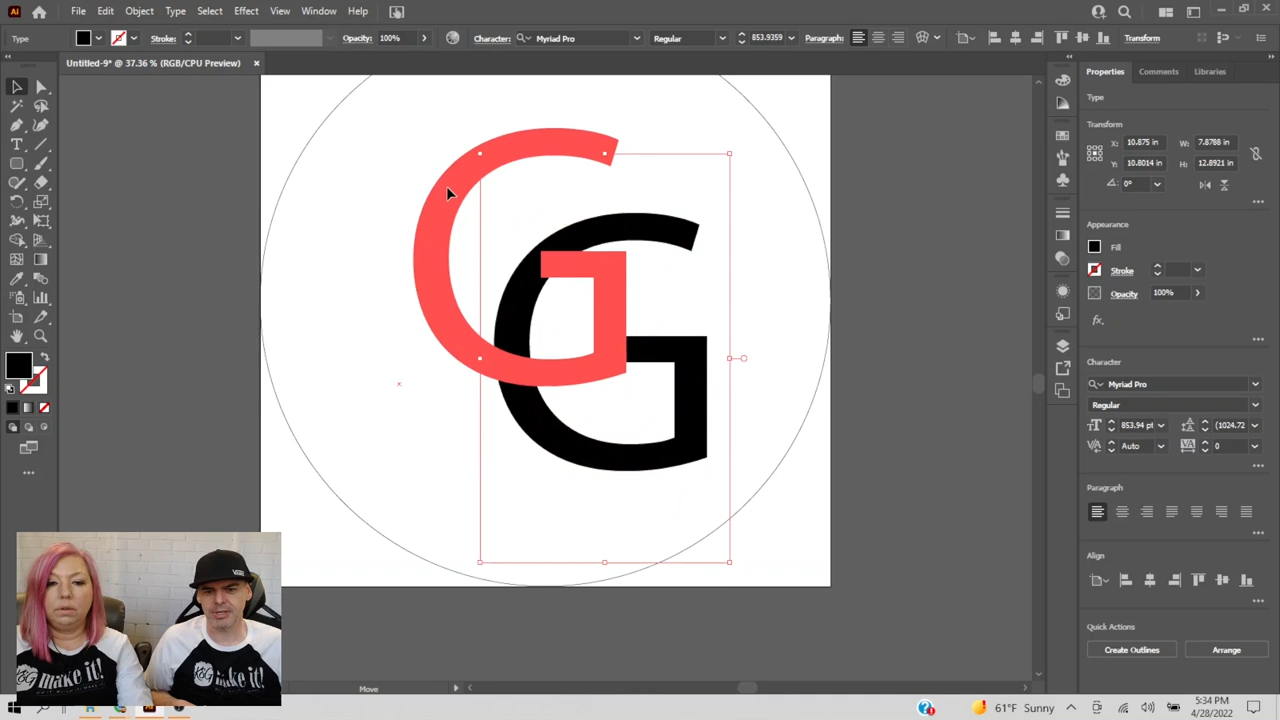 Ai File Edit Object Type Select Effect View Window Help
Type Stroke: Opacity: 100% Character: Myriad Pro Regular 853.9359 Paragraph: Transform
Untitled-9* @ 37.36 % (RGB/CPU Preview)
Properties Comments Libraries
Type
Transform
X: 10.875 in W: 7.8788 in
Y: 10.8014 in H: 12.8921 in
0°
Appearance
Fill
Stroke
Opacity 100%
fx
Character
Myriad Pro
Regular
853.94 pt (1024.72
Auto 0
Paragraph
Align
Quick Actions
Create Outlines Arrange
G
G
make it!
make it!
Move
61°F Sunny
5:34 PM
4/28/2022